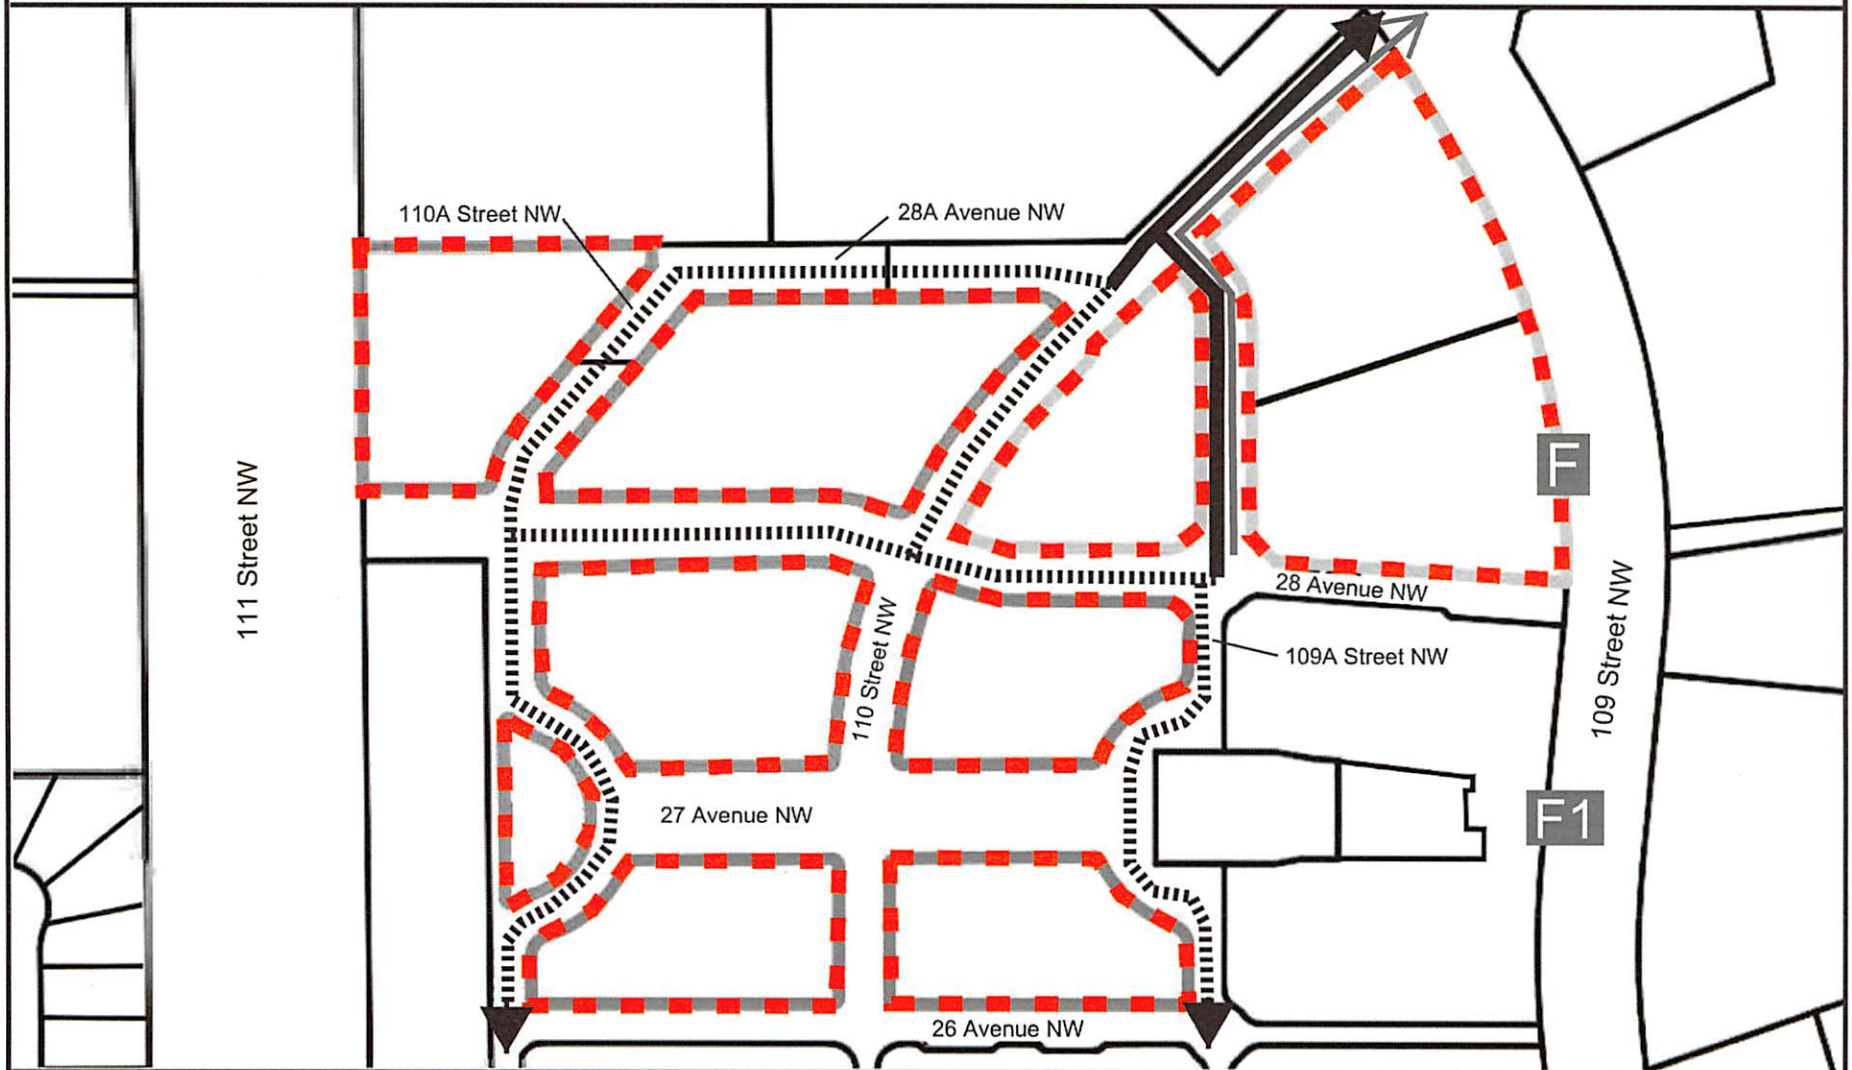 110A Street NW
28A Avenue NW
F
111 Street NW
28 Avenue NW
109A Street NW
110 Street NW
109 Street NW
27 Avenue NW
F1
26 Avenue NW